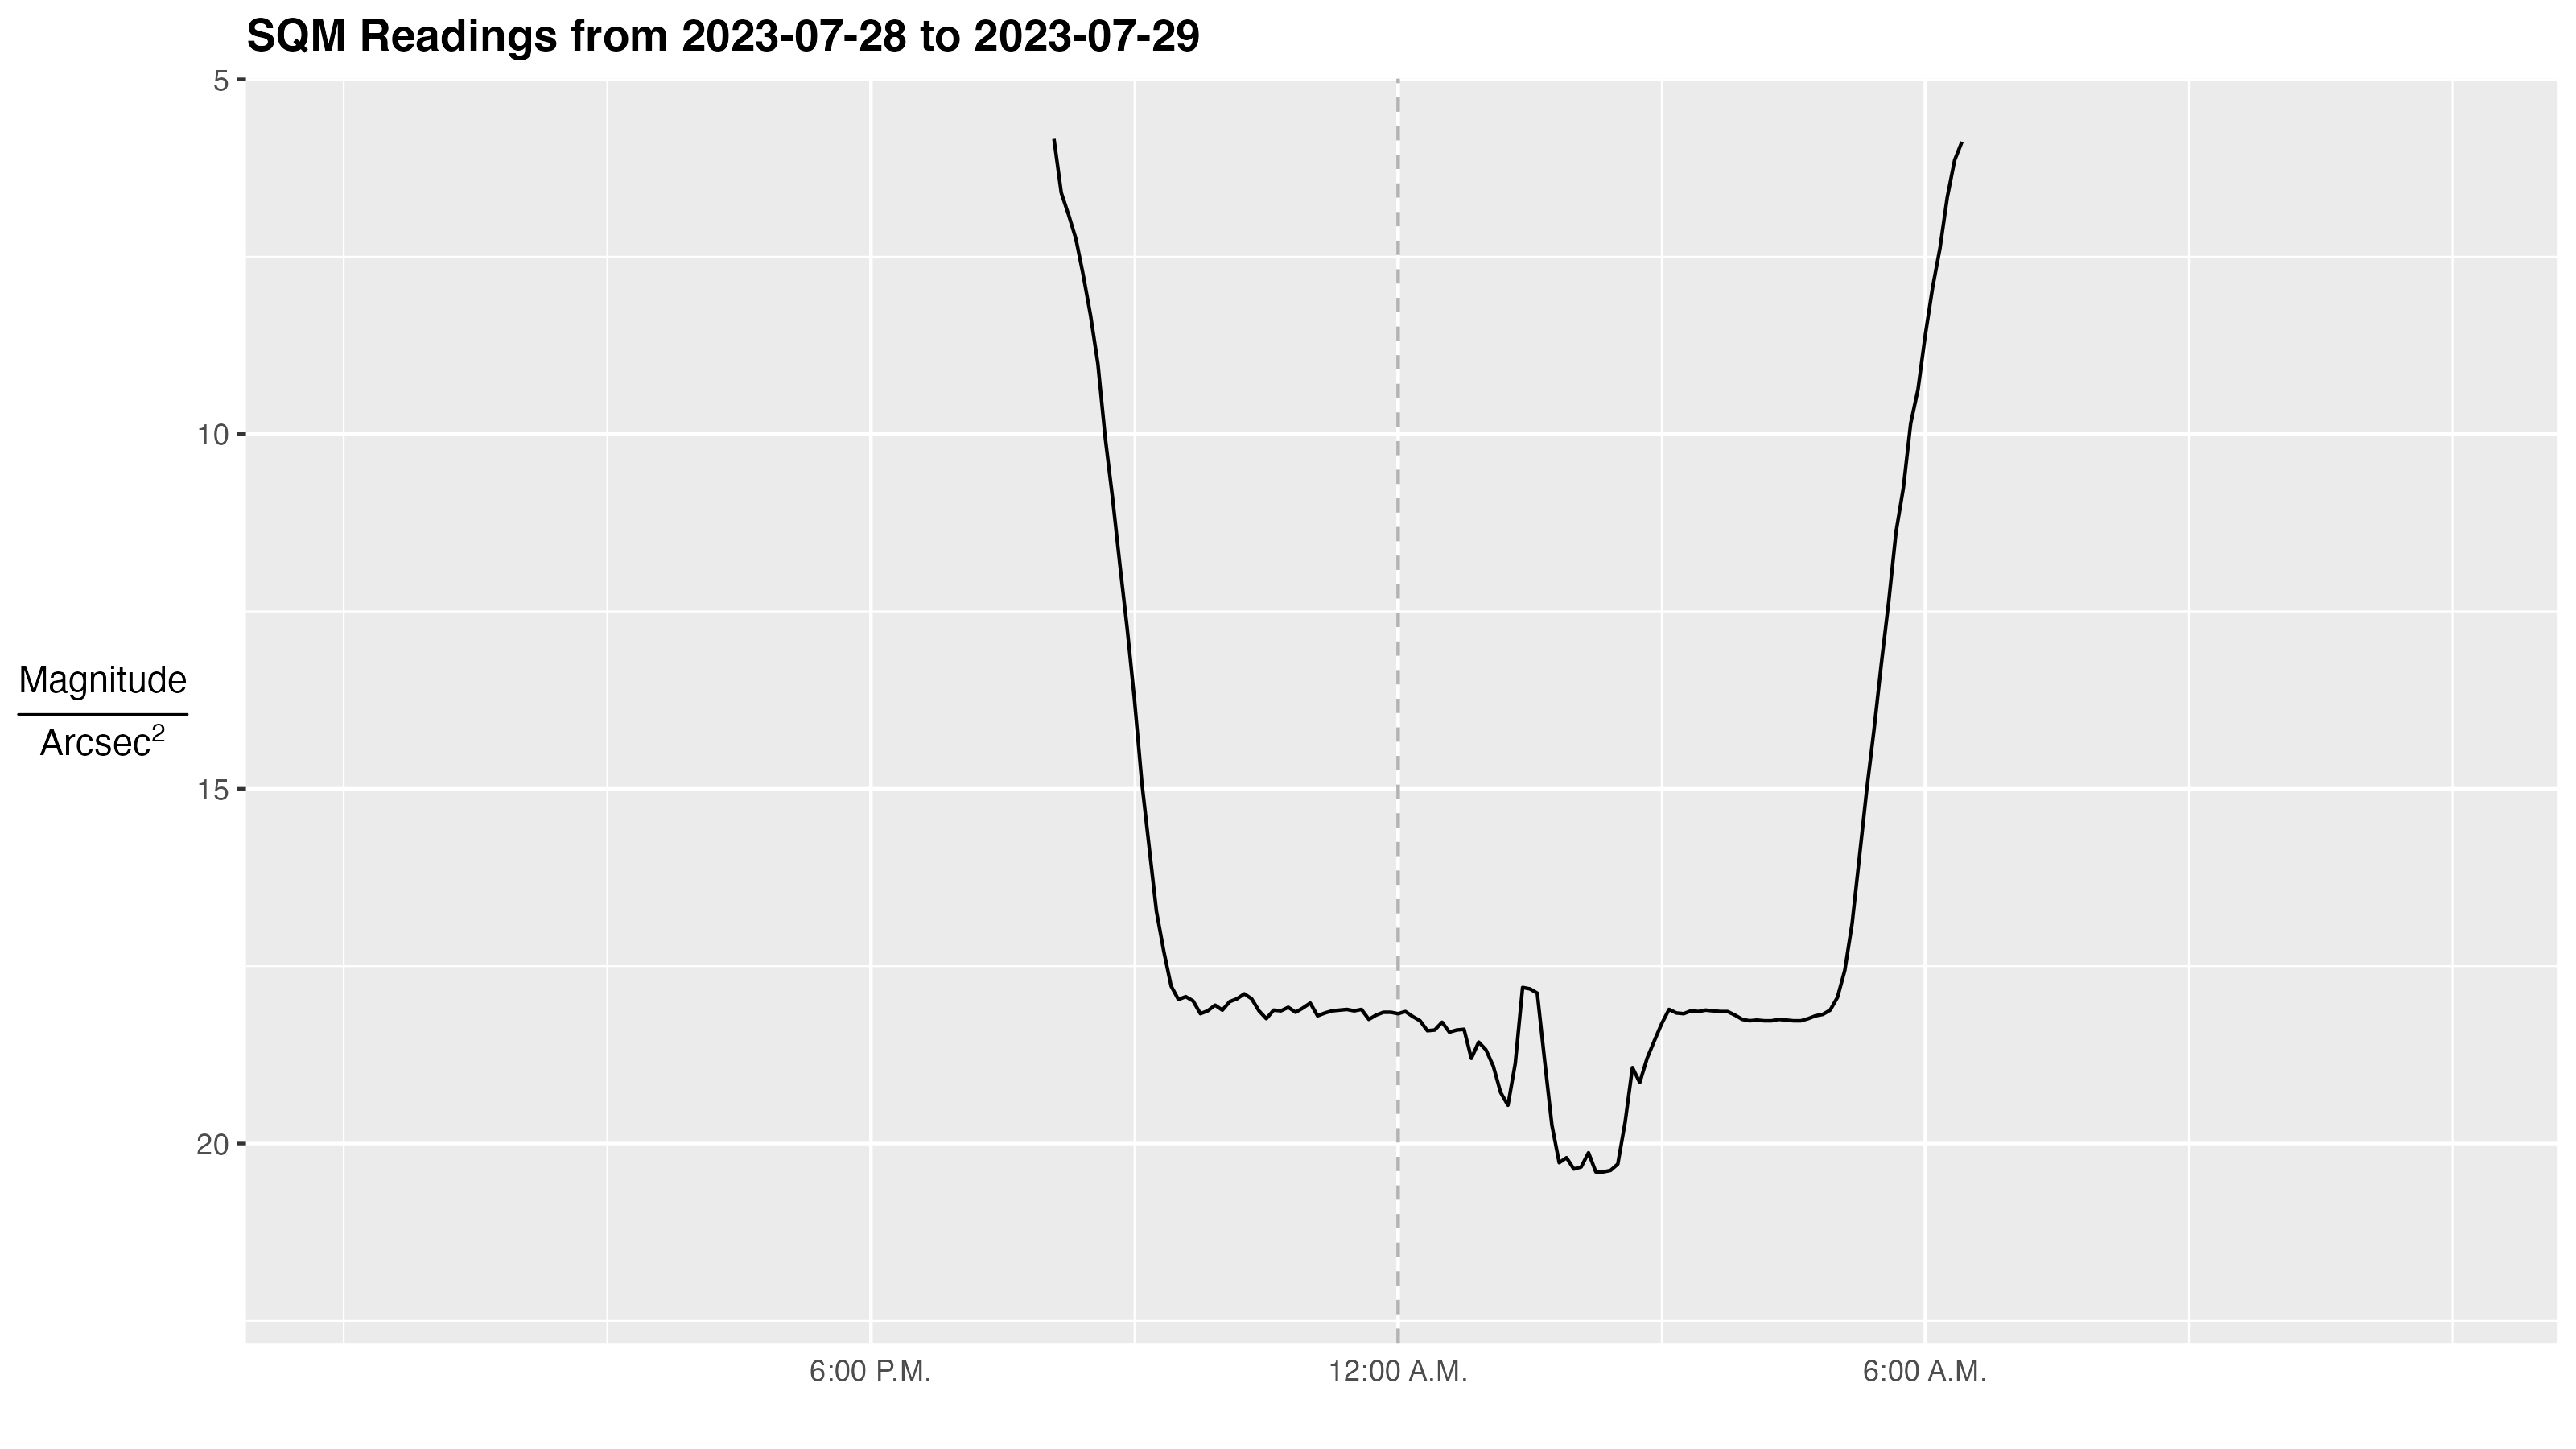 SQM Readings from 2023-07-28 to 2023-07-29
5
10
15
20
Magnitude
Arcsec²
6:00 P.M.
12:00 A.M.
6:00 A.M.